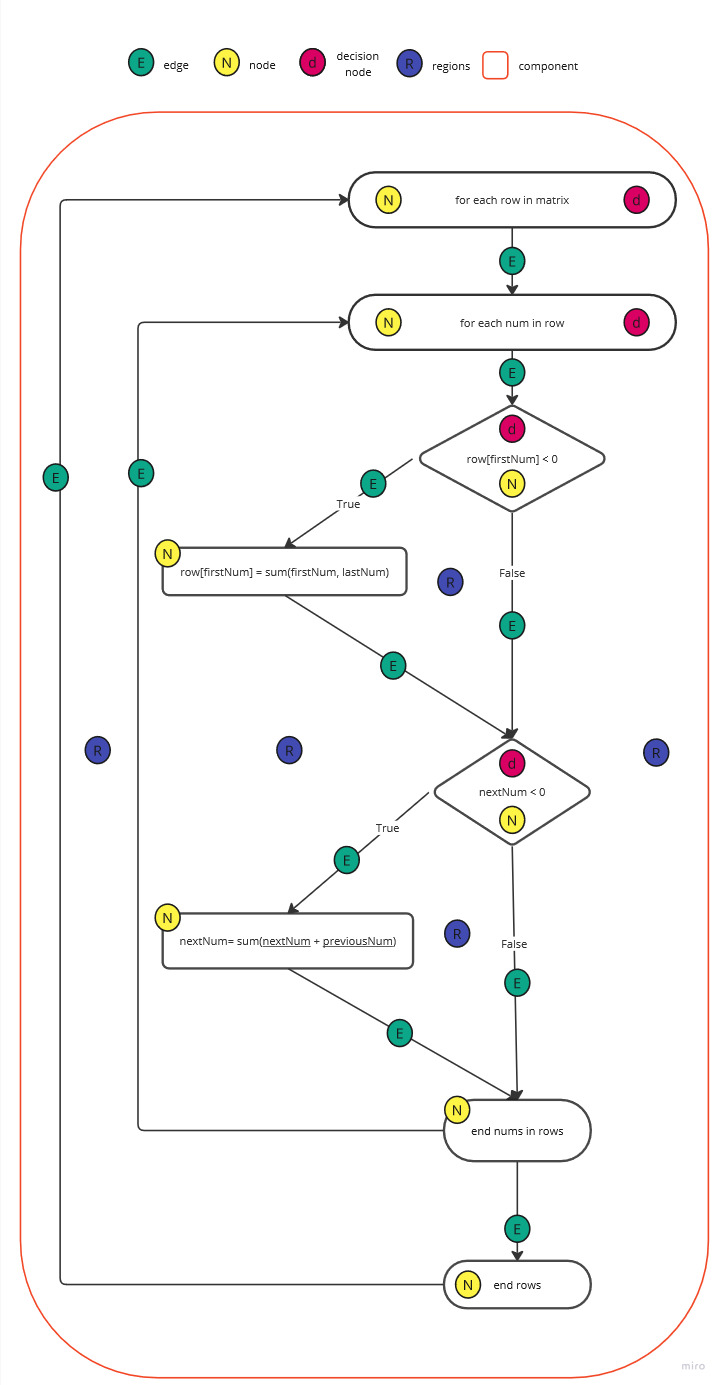 E edge N node d decision node R regions component
N for each row in matrix d
E
N for each num in row d
E
d
row[firstNum] < 0
N
E
True
E
E
N
row[firstNum] = sum(firstNum, lastNum)
False
R
E
E
R
R
R
d
nextNum < 0
N
True
E
N
nextNum= sum(nextNum + previousNum)
R
False
E
E
N
end nums in rows
E
N end rows
miro